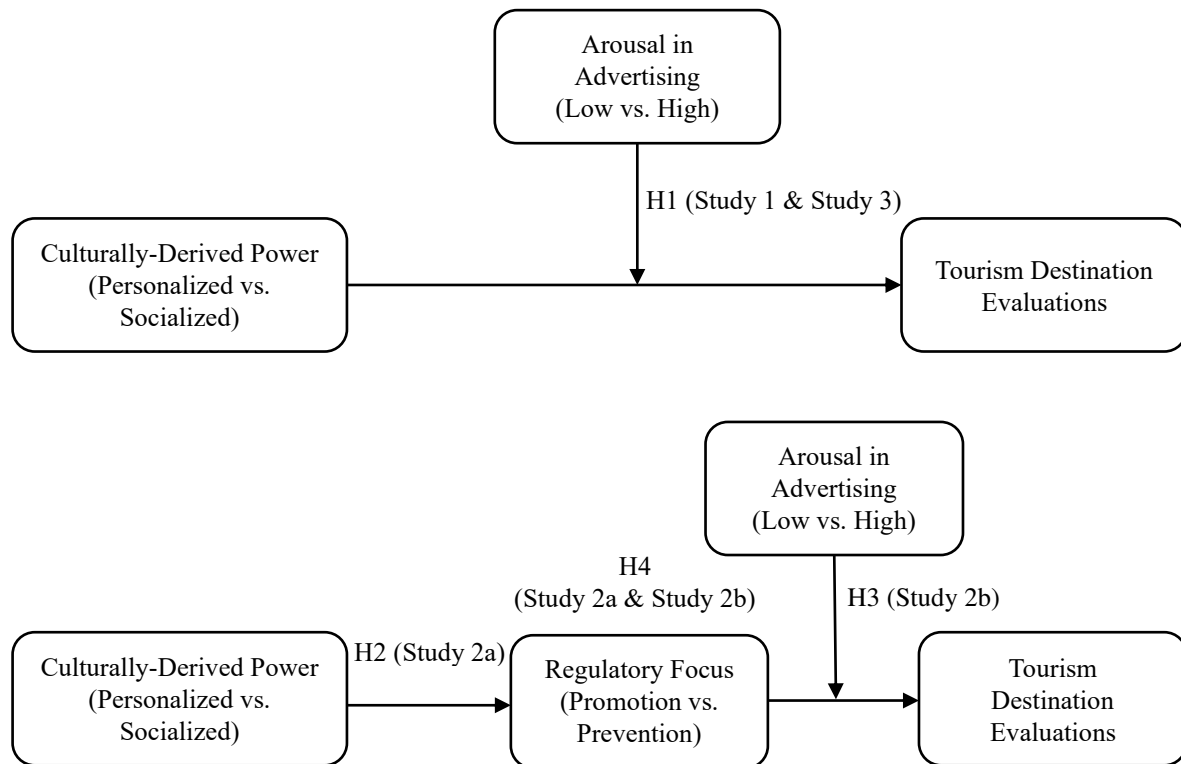 Arousal in
Advertising
(Low vs. High)
H1 (Study 1 & Study 3)
Culturally-Derived Power
(Personalized vs.
Socialized)
Tourism Destination
Evaluations
Arousal in
Advertising
(Low vs. High)
H4
(Study 2a & Study 2b)
H3 (Study 2b)
Culturally-Derived Power
(Personalized vs.
Socialized)
H2 (Study 2a)
Regulatory Focus
(Promotion vs.
Prevention)
Tourism
Destination
Evaluations